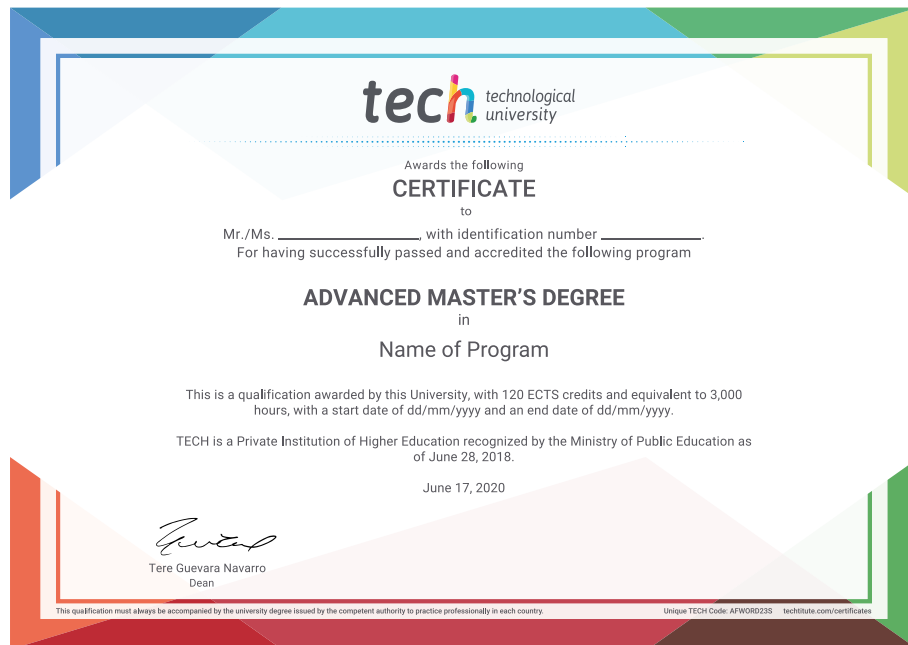 tech technological
university
Awards the following
CERTIFICATE
to
Mr./Ms. ____________________, with identification number ______________.
For having successfully passed and accredited the following program
ADVANCED MASTER'S DEGREE
in
Name of Program
This is a qualification awarded by this University, with 120 ECTS credits and equivalent to 3,000
hours, with a start date of dd/mm/yyyy and an end date of dd/mm/yyyy.
TECH is a Private Institution of Higher Education recognized by the Ministry of Public Education as
of June 28, 2018.
June 17, 2020
Tere Guevara Navarro
Dean
This qualification must always be accompanied by the university degree issued by the competent authority to practice professionally in each country.
Unique TECH Code: AFWORD23S techtitute.com/certificates